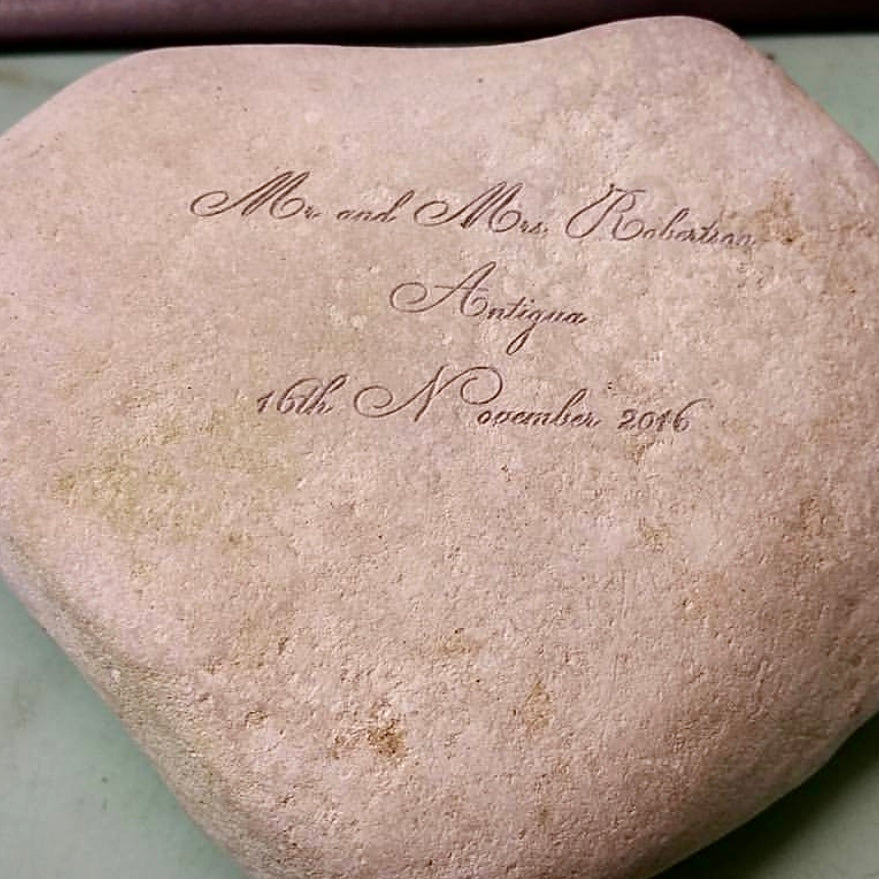 Mr. and Mrs. Robertson
Antigua
16th November 2016